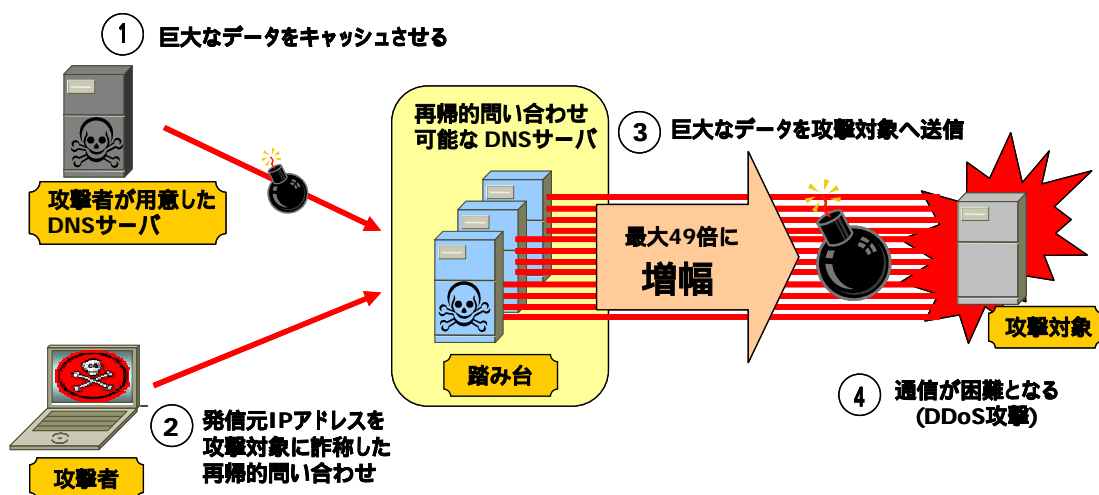 1 巨大なデータをキャッシュさせる
攻撃者が用意した
DNSサーバ
再帰的問い合わせ
可能な DNSサーバ
踏み台
3 巨大なデータを攻撃対象へ送信
最大49倍に
増幅
攻撃対象
攻撃者
2 発信元IPアドレスを
攻撃対象に詐称した
再帰的問い合わせ
4 通信が困難となる
(DDoS攻撃)